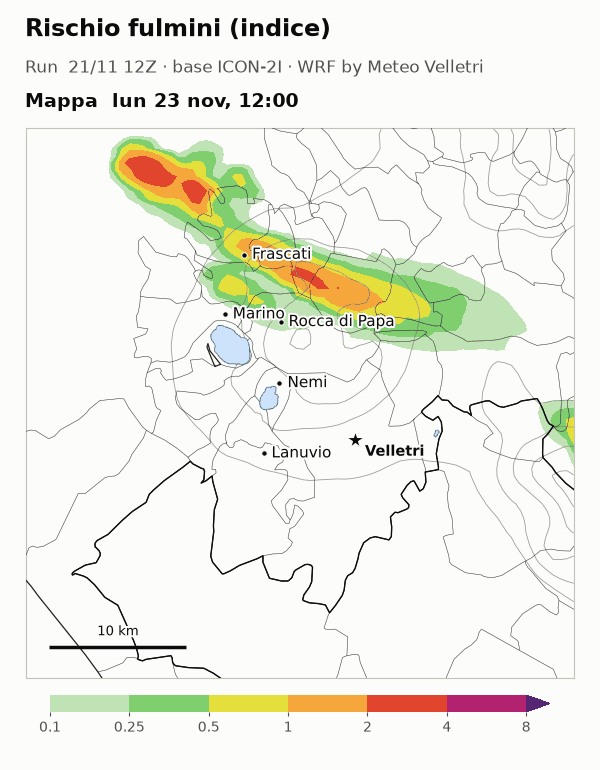 Rischio fulmini (indice)
Run  21/11 12Z · base ICON-2I · WRF by Meteo Velletri
Mappa  lun 23 nov, 12:00
Frascati
Marino
Rocca di Papa
Nemi
Velletri
Lanuvio
10 km
0.1 0.25 0.5 1 2 4 8